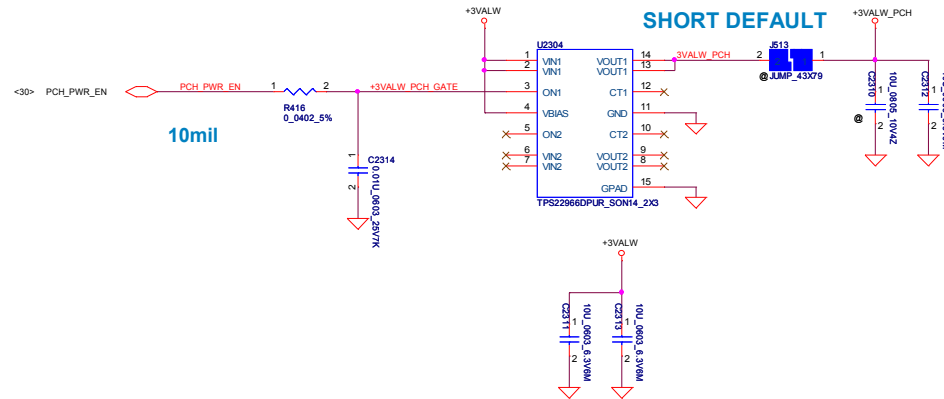 +3VALW
SHORT DEFAULT
+3VALW_PCH
U2304
J513
1 VIN1 VOUT1 14 3VALW_PCH 2 1
2 VIN1 VOUT1 13
@ JUMP_43X79
<30> PCH_PWR_EN PCH_PWR_EN 1 2 +3VALW_PCH_GATE 3 ON1 CT1 12
R416
0_0402_5%
4 VBIAS GND 11
10mil
5 ON2 CT2 10
6 VIN2 VOUT2 9
7 VIN2 VOUT2 8
GPAD 15
TPS22966DPUR_SON14_2X3
1
2
C2314
0.01U_0603_25V7K
C2310
1
2
10U_0805_10V4Z
@
C2312
1
2
+3VALW
C2311
1
2
10U_0603_6.3V6M
C2313
1
2
10U_0603_6.3V6M